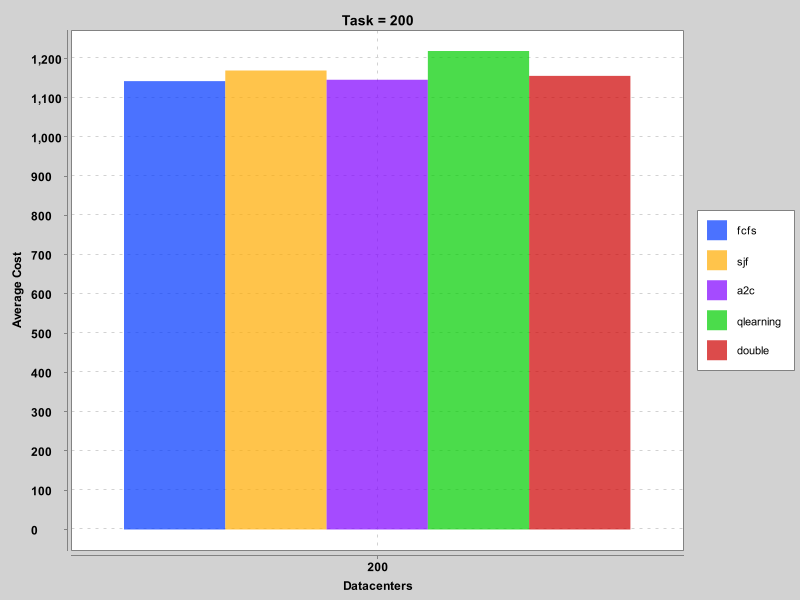 Task = 200
Average Cost
1,200
1,100
1,000
900
800
700
600
500
400
300
200
100
0
200
Datacenters
fcfs
sjf
a2c
qlearning
double